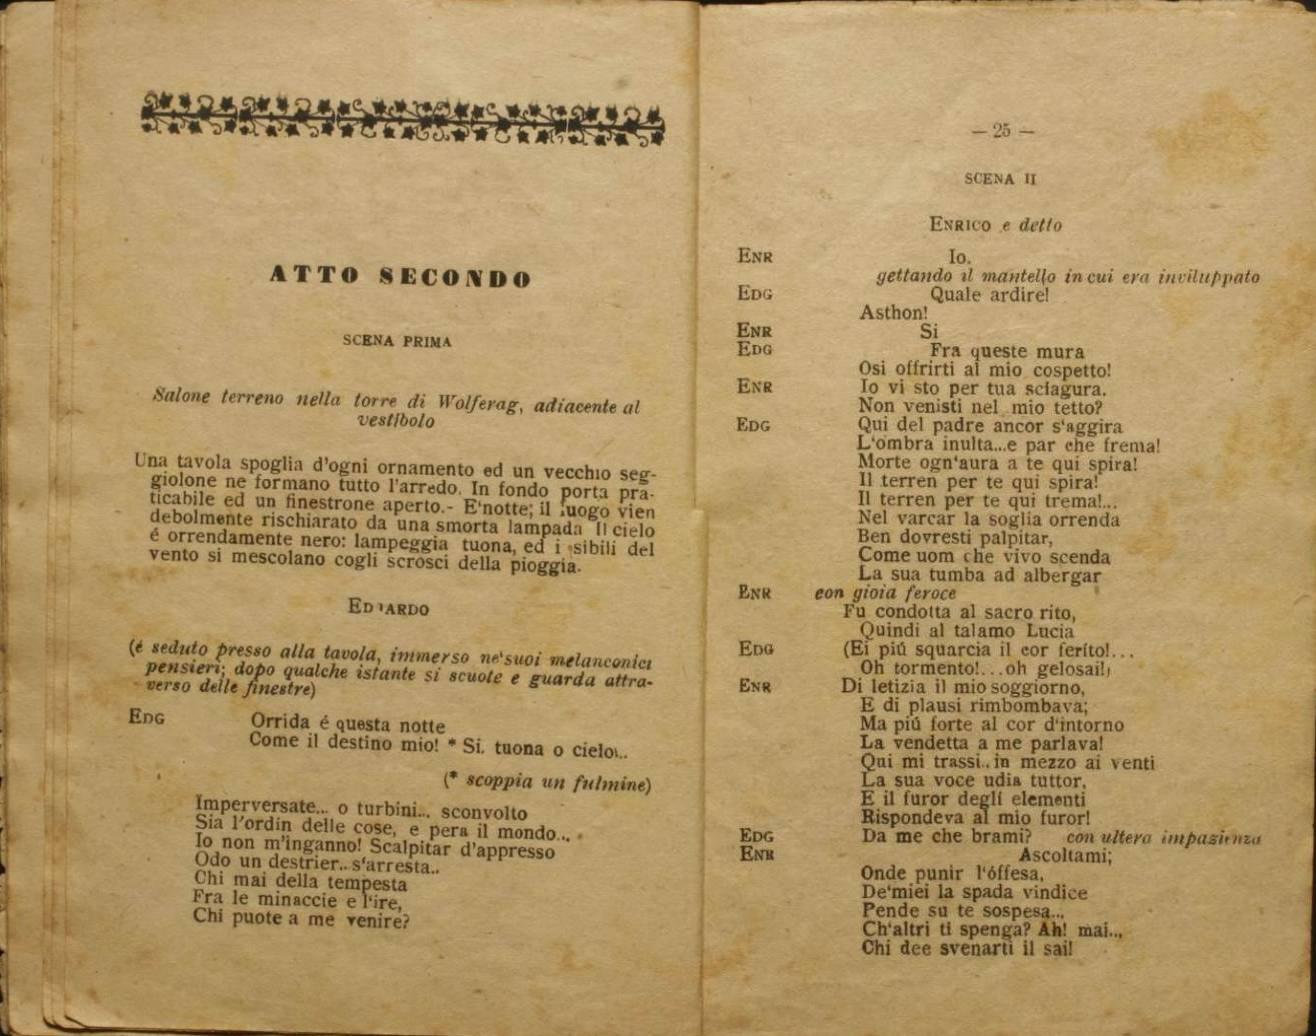 ATTO SECONDO
SCENA PRIMA
Salone terreno nella torre di Wolferag, adiacente al
vestibolo
Una tavola spoglia d'ogni ornamento ed un vecchio seg-
giolone ne formano tutto l'arredo. In fondo porta pra-
ticabile ed un finestrone aperto.- E'notte; il luogo vien
debolmente rischiarato da una smorta lampada Il cielo
é orrendamente nero: lampeggia tuona, ed i sibili del
vento si mescolano cogli scrosci della pioggia.
EDUARDO
(é seduto presso alla tavola, immerso ne'suoi melanconici
pensieri; dopo qualche istante si scuote e guarda attra-
verso delle finestre)
EDG Orrida é questa notte
Come il destino mio! * Si. tuona o cielo...
(* scoppia un fulmine)
Imperversate... o turbini... sconvolto
Sia l'ordin delle cose, e pera il mondo...
Io non m'inganno! Scalpitar d'appresso
Odo un destrier.. s'arresta..
Chi mai della tempesta
Fra le minaccie e l'ire,
Chi puote a me venire?
— 25 —
SCENA II
ENRICO e detto
ENR Io.
gettando il mantello in cui era inviluppato
EDG Quale ardire!
Asthon!
ENR Si
EDG Fra queste mura
Osi offrirti al mio cospetto!
ENR Io vi sto per tua sciagura.
Non venisti nel mio tetto?
EDG Qui del padre ancor s'aggira
L'ombra inulta...e par che frema!
Morte ogn'aura a te qui spira!
Il terren per te qui spira!
Il terren per te qui trema!...
Nel varcar la soglia orrenda
Ben dovresti palpitar,
Come uom che vivo scenda
La sua tumba ad albergar
ENR con gioia feroce
Fu condotta al sacro rito,
Quindi al talamo Lucia
EDG (Ei piú squarcia il cor ferito!...
Oh tormento!...oh gelosai!)
ENR Di letizia il mio soggiorno,
E di plausi rimbombava;
Ma piú forte al cor d'intorno
La vendetta a me parlava!
Qui mi trassi..in mezzo ai venti
La sua voce udia tuttor,
E il furor degli elementi
Rispondeva al mio furor!
EDG Da me che brami? con ultera impazienza
ENR Ascoltami;
Onde punir l'óffesa,
De'miei la spada vindice
Pende su te sospesa...
Ch'altri ti spenga? Ah! mai...
Chi dee svenarti il sai!